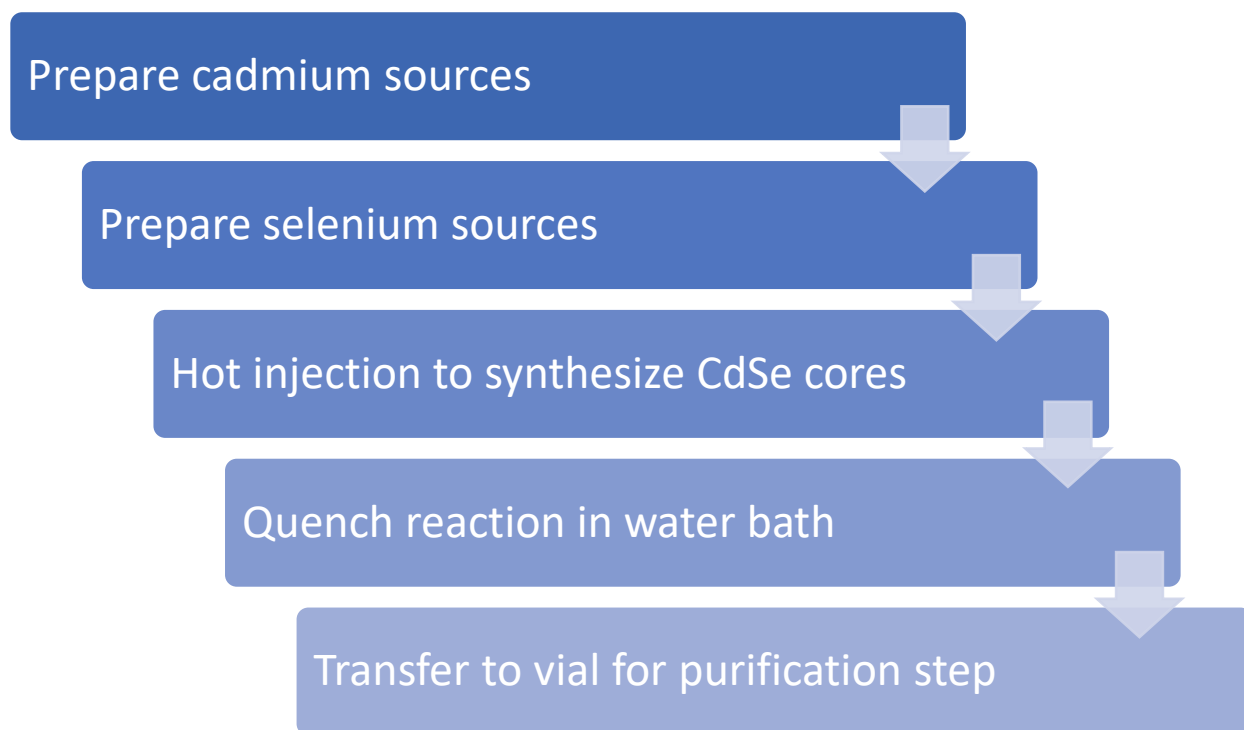 Prepare cadmium sources
Prepare selenium sources
Hot injection to synthesize CdSe cores
Quench reaction in water bath
Transfer to vial for purification step